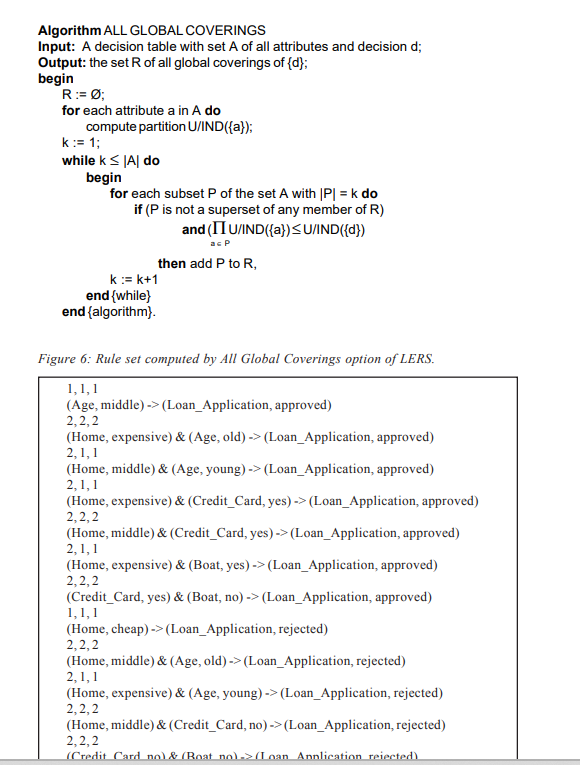 Algorithm ALL GLOBAL COVERINGS
Input: A decision table with set A of all attributes and decision d;
Output: the set R of all global coverings of {d};
begin
R := Ø;
for each attribute a in A do
compute partition U/IND({a});
k := 1;
while k ≤ |A| do
begin
for each subset P of the set A with |P| = k do
if (P is not a superset of any member of R)
and (∏ U/IND({a}) ≤ U/IND({d})
a ∈ P
then add P to R,
k := k+1
end {while}
end {algorithm}.
Figure 6: Rule set computed by All Global Coverings option of LERS.
1, 1, 1
(Age, middle) -> (Loan_Application, approved)
2, 2, 2
(Home, expensive) & (Age, old) -> (Loan_Application, approved)
2, 1, 1
(Home, middle) & (Age, young) -> (Loan_Application, approved)
2, 1, 1
(Home, expensive) & (Credit_Card, yes) -> (Loan_Application, approved)
2, 2, 2
(Home, middle) & (Credit_Card, yes) -> (Loan_Application, approved)
2, 1, 1
(Home, expensive) & (Boat, yes) -> (Loan_Application, approved)
2, 2, 2
(Credit_Card, yes) & (Boat, no) -> (Loan_Application, approved)
1, 1, 1
(Home, cheap) -> (Loan_Application, rejected)
2, 2, 2
(Home, middle) & (Age, old) -> (Loan_Application, rejected)
2, 1, 1
(Home, expensive) & (Age, young) -> (Loan_Application, rejected)
2, 2, 2
(Home, middle) & (Credit_Card, no) -> (Loan_Application, rejected)
2, 2, 2
(Credit_Card, no) & (Boat, no) -> (Loan_Application, rejected)